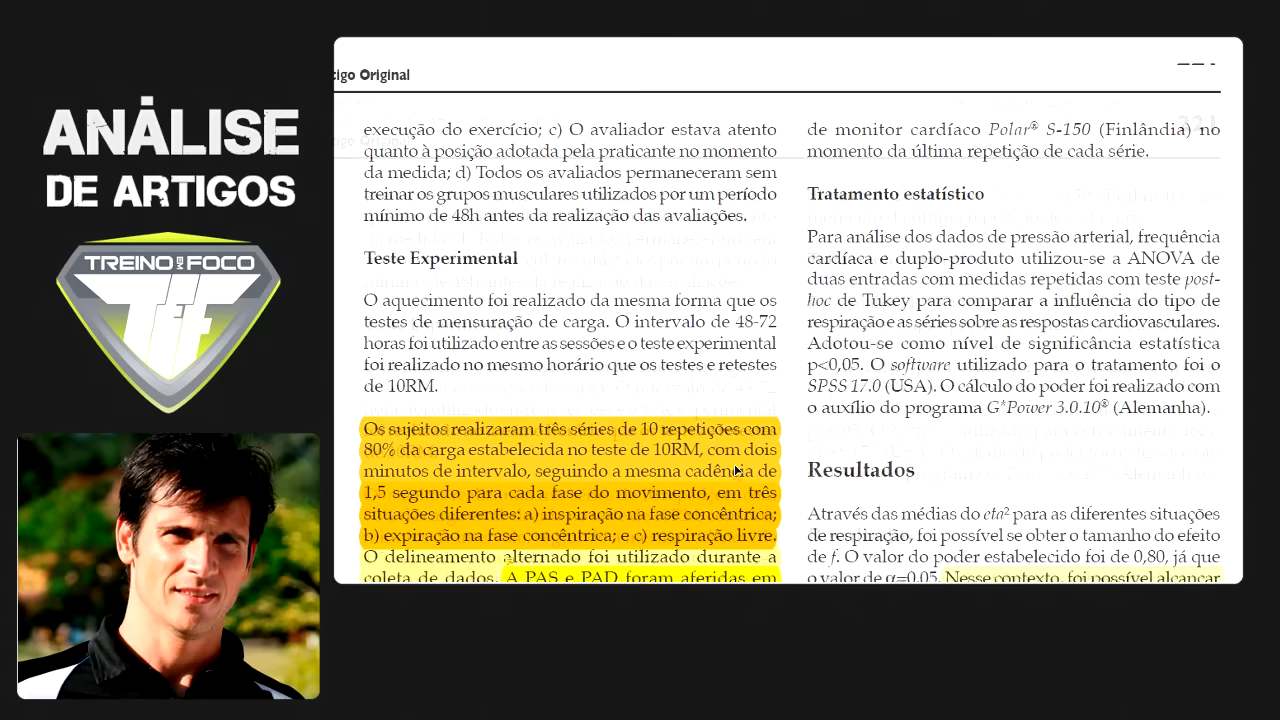 ANÁLISE
DE ARTIGOS
TREINO EM FOCO
TEF
tigo Original
execução do exercício; c) O avaliador estava atento
quanto à posição adotada pela praticante no momento
da medida; d) Todos os avaliados permaneceram sem
treinar os grupos musculares utilizados por um período
mínimo de 48h antes da realização das avaliações.
Teste Experimental
O aquecimento foi realizado da mesma forma que os
testes de mensuração de carga. O intervalo de 48-72
horas foi utilizado entre as sessões e o teste experimental
foi realizado no mesmo horário que os testes e retestes
de 10RM.
Os sujeitos realizaram três séries de 10 repetições com
80% da carga estabelecida no teste de 10RM, com dois
minutos de intervalo, seguindo a mesma cadência de
1,5 segundo para cada fase do movimento, em três
situações diferentes: a) inspiração na fase concêntrica;
b) expiração na fase concêntrica; e c) respiração livre.
O delineamento alternado foi utilizado durante a
coleta de dados. A PAS e PAD foram aferidas em
de monitor cardíaco Polar® S-150 (Finlândia) no
momento da última repetição de cada série.
Tratamento estatístico
Para análise dos dados de pressão arterial, frequência
cardíaca e duplo-produto utilizou-se a ANOVA de
duas entradas com medidas repetidas com teste post-
hoc de Tukey para comparar a influência do tipo de
respiração e as séries sobre as respostas cardiovasculares.
Adotou-se como nível de significância estatística
p<0,05. O software utilizado para o tratamento foi o
SPSS 17.0 (USA). O cálculo do poder foi realizado com
o auxílio do programa G*Power 3.0.10® (Alemanha).
Resultados
Através das médias do eta² para as diferentes situações
de respiração, foi possível se obter o tamanho do efeito
de f. O valor do poder estabelecido foi de 0,80, já que
o valor de α=0,05. Nesse contexto, foi possível alcançar